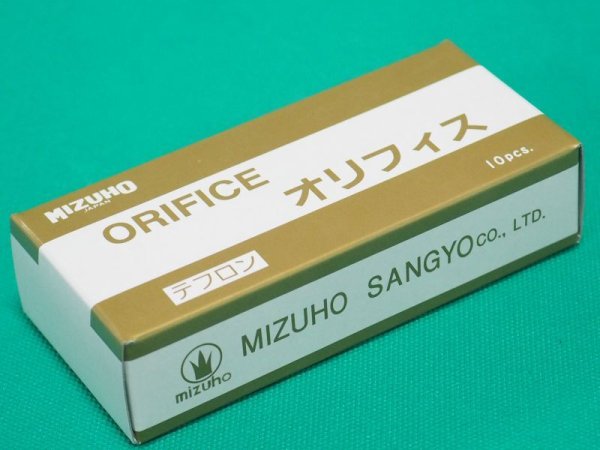 MIZUHO
JAPAN
ORIFICE オリフィス
10pcs.
テフロン
mizuho
MIZUHO SANGYO CO., LTD.